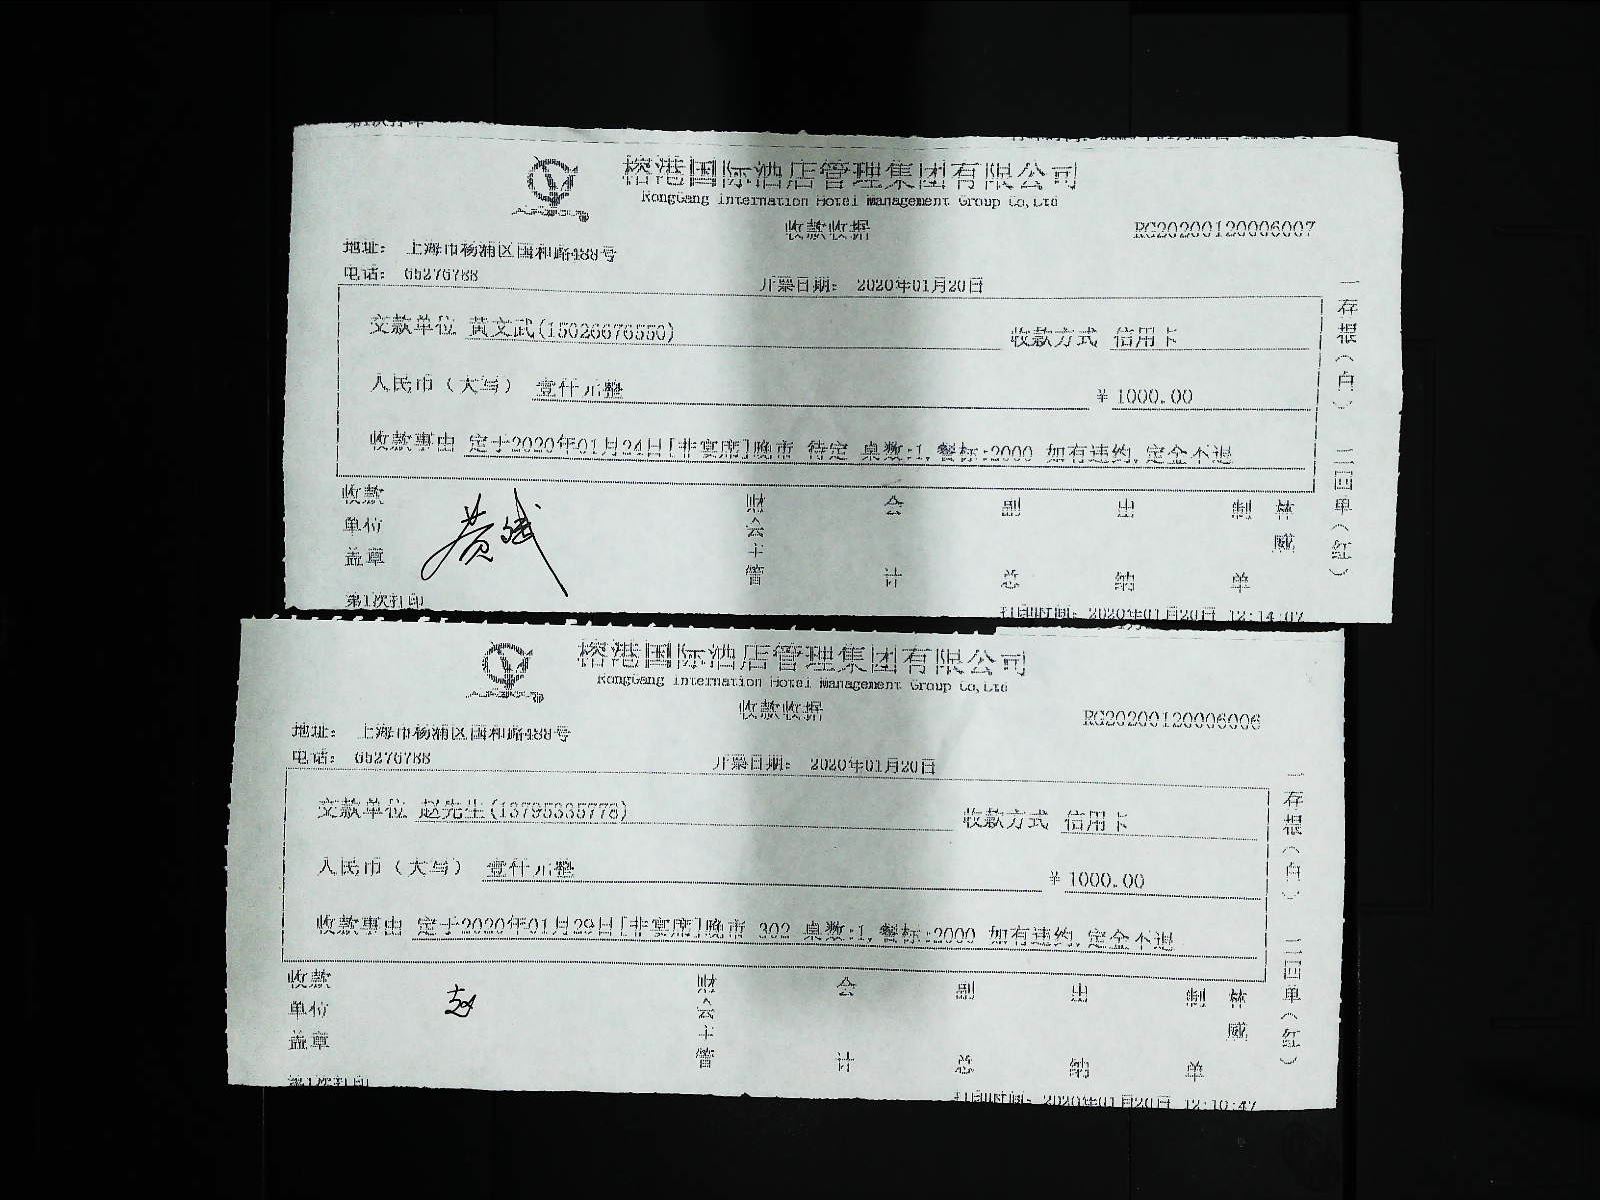 榕港国际酒店管理集团有限公司
RongGang Internation Hotel Management Group Co,Ltd
收款收据
RG20200120006007
地址： 上海市杨浦区国和路488号
电话： 65276788
开票日期： 2020年01月20日
交款单位 黄文武(15026676550) 收款方式 信用卡
人民币（大写） 壹仟元整 ¥ 1000.00
收款事由 定于2020年01月24日[非宴席]晚市 待定 桌数:1,餐标:2000 如有违约,定金不退
一存根（白） 二回单（红）
收款单位盖章 财会主管 会计 副总 出纳 制单 林威
第1次打印 打印时间： 2020年01月20日 12:14:07
榕港国际酒店管理集团有限公司
RongGang Internation Hotel Management Group Co,Ltd
收款收据
RG20200120006006
地址： 上海市杨浦区国和路488号
电话： 65276788
开票日期： 2020年01月20日
交款单位 赵先生(13795335778) 收款方式 信用卡
人民币（大写） 壹仟元整 ¥ 1000.00
收款事由 定于2020年01月29日[非宴席]晚市 302 桌数:1,餐标:2000 如有违约,定金不退
一存根（白） 二回单（红）
收款单位盖章 赵 财会主管 会计 副总 出纳 制单 林威
第1次打印 打印时间： 2020年01月20日 12:10:47